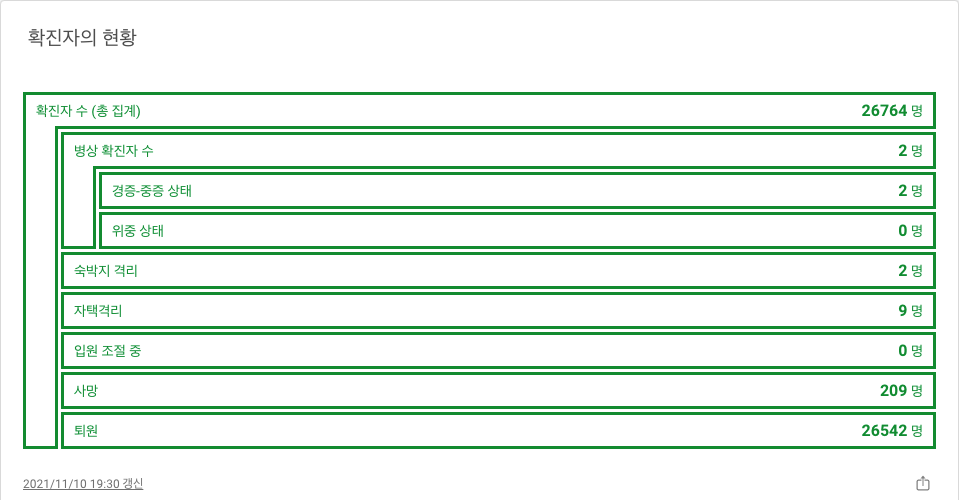 확진자의 현황
확진자 수 (총 집계) 26764 명
병상 확진자 수 2 명
경증-중증 상태 2 명
위중 상태 0 명
숙박지 격리 2 명
자택격리 9 명
입원 조절 중 0 명
사망 209 명
퇴원 26542 명
2021/11/10 19:30 갱신